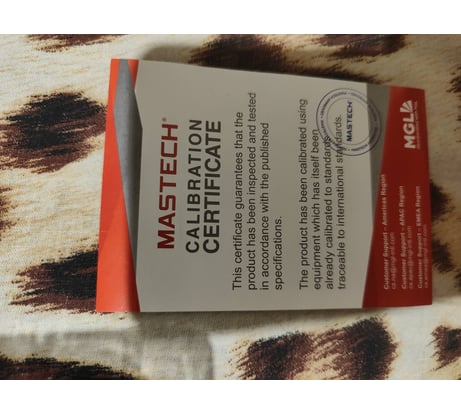 MASTECH®
CALIBRATION
CERTIFICATE
This certificate guarantees that the
product has been inspected and tested
in accordance with the published
specifications.
The product has been calibrated using
equipment which has itself been
already calibrated to standards
traceable to international standards.
MASTECH
MGL
Customer Support – Americas Region
Customer Support – APAC Region
Customer Support – EMEA Region